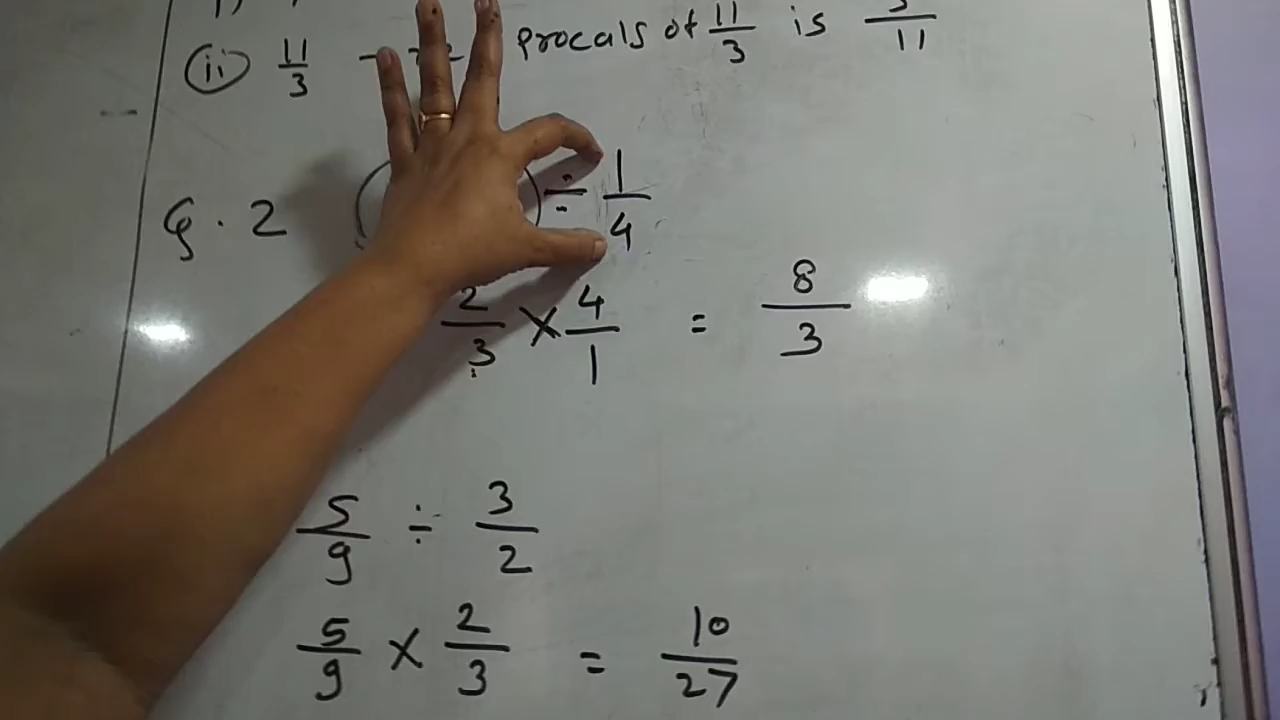 (ii) 11/3 → procals of 11/3 is 3/11
Q.2 ÷ 1/4
2/3 × 4/1 = 8/3
5/9 ÷ 3/2
5/9 × 2/3 = 10/27